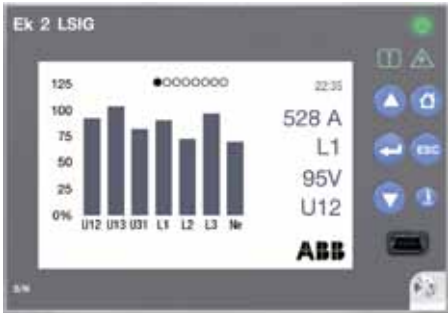 Ek 2 LSIG
125
100
75
50
25
0%
U12 U13 U31 L1 L2 L3 Ne
22:35
528 A
L1
95V
U12
ABB
ESC
S/N